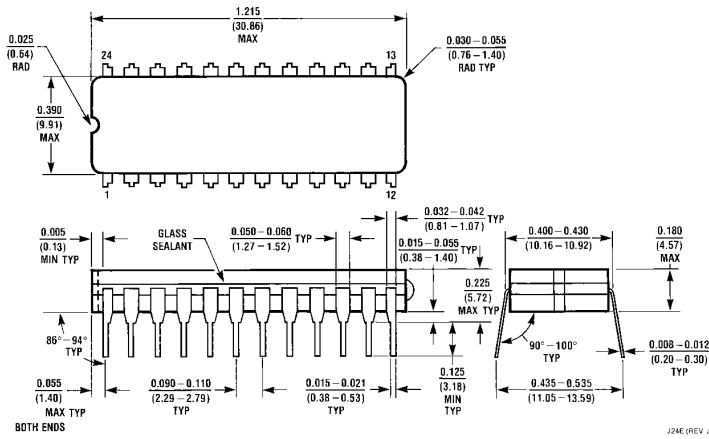 1.215
(30.86)
MAX
0.025
(0.64)
RAD
24
13
0.030–0.055
(0.76–1.40)
RAD TYP
0.390
(9.91)
MAX
1
12
0.005
(0.13)
MIN TYP
GLASS
SEALANT
0.050–0.060
(1.27–1.52)
TYP
0.032–0.042
(0.81–1.07)
TYP
0.015–0.055
(0.38–1.40)
TYP
0.400–0.430
(10.16–10.92)
0.180
(4.57)
MAX
0.225
(5.72)
MAX TYP
86°–94°
TYP
90°–100°
TYP
0.008–0.012
(0.20–0.30)
TYP
0.055
(1.40)
MAX TYP
BOTH ENDS
0.090–0.110
(2.29–2.79)
TYP
0.015–0.021
(0.38–0.53)
TYP
0.125
(3.18)
MIN
TYP
0.435–0.535
(11.05–13.59)
J24E (REV